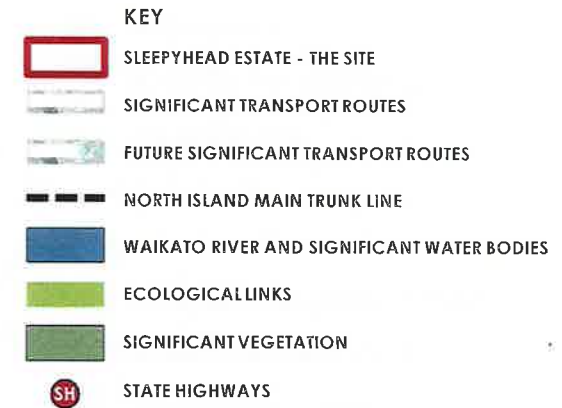 KEY
SLEEPYHEAD ESTATE - THE SITE
SIGNIFICANT TRANSPORT ROUTES
FUTURE SIGNIFICANT TRANSPORT ROUTES
NORTH ISLAND MAIN TRUNK LINE
WAIKATO RIVER AND SIGNIFICANT WATER BODIES
ECOLOGICAL LINKS
SIGNIFICANT VEGETATION
SH STATE HIGHWAYS